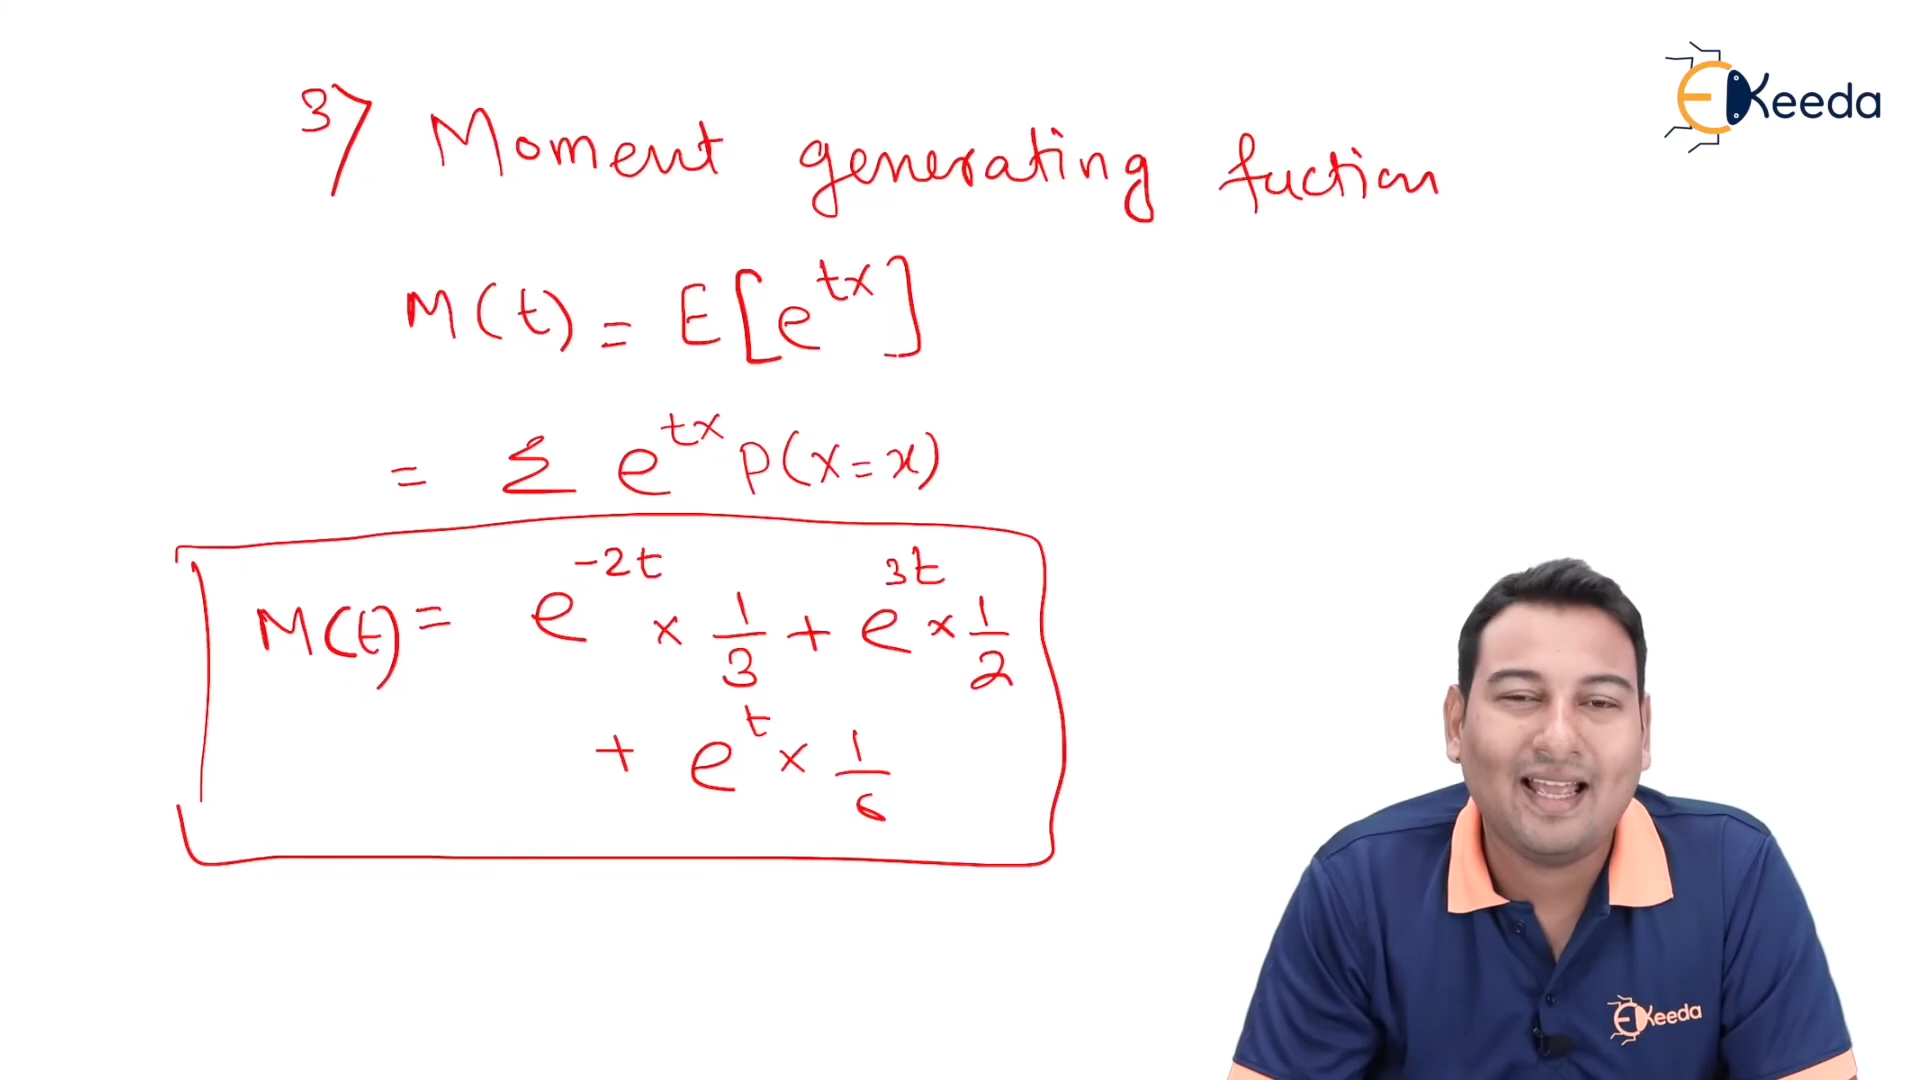 EKeeda
3) Moment generating fuction
M(t) = E[e^{tx}]
= Σ e^{tx} P(X=x)
M(t) = e^{-2t} × 1/3 + e^{3t} × 1/2
+ e^{t} × 1/6
EKeeda